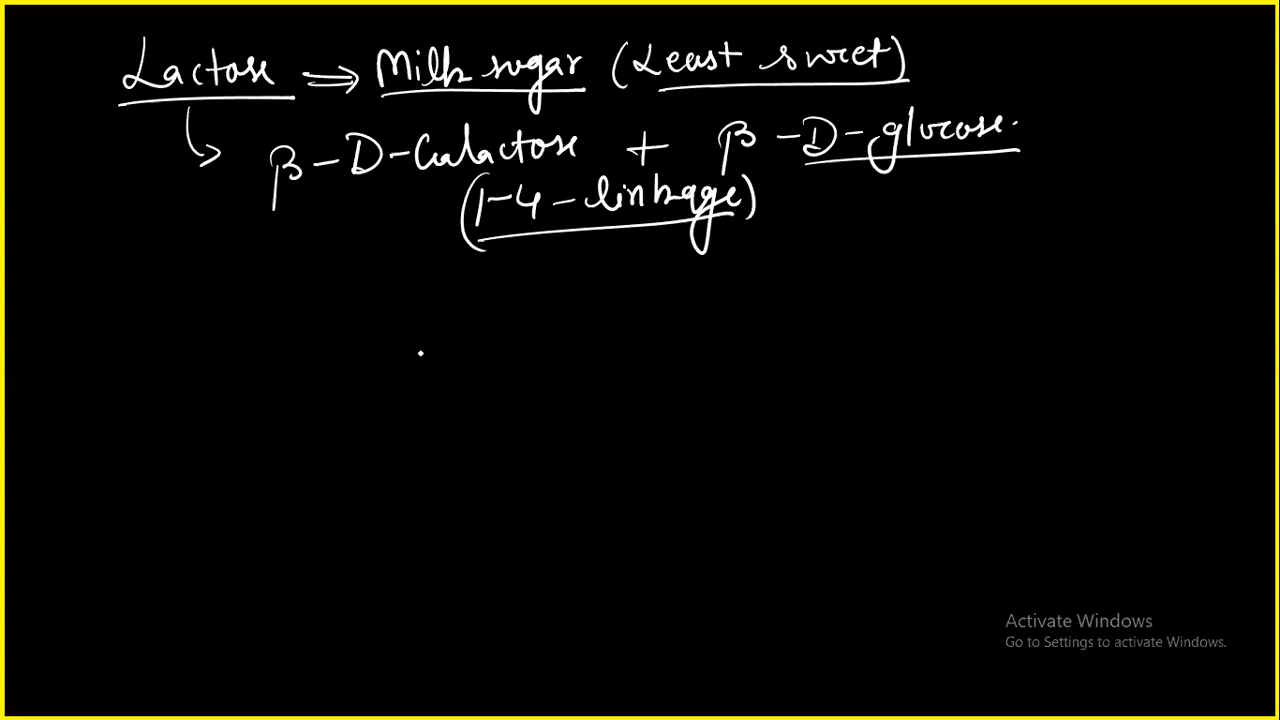 Lactose ⇒ Milk sugar (Least sweet)
↳ β-D-Galactose + β-D-glucose.
(1-4-linkage)
Activate Windows
Go to Settings to activate Windows.